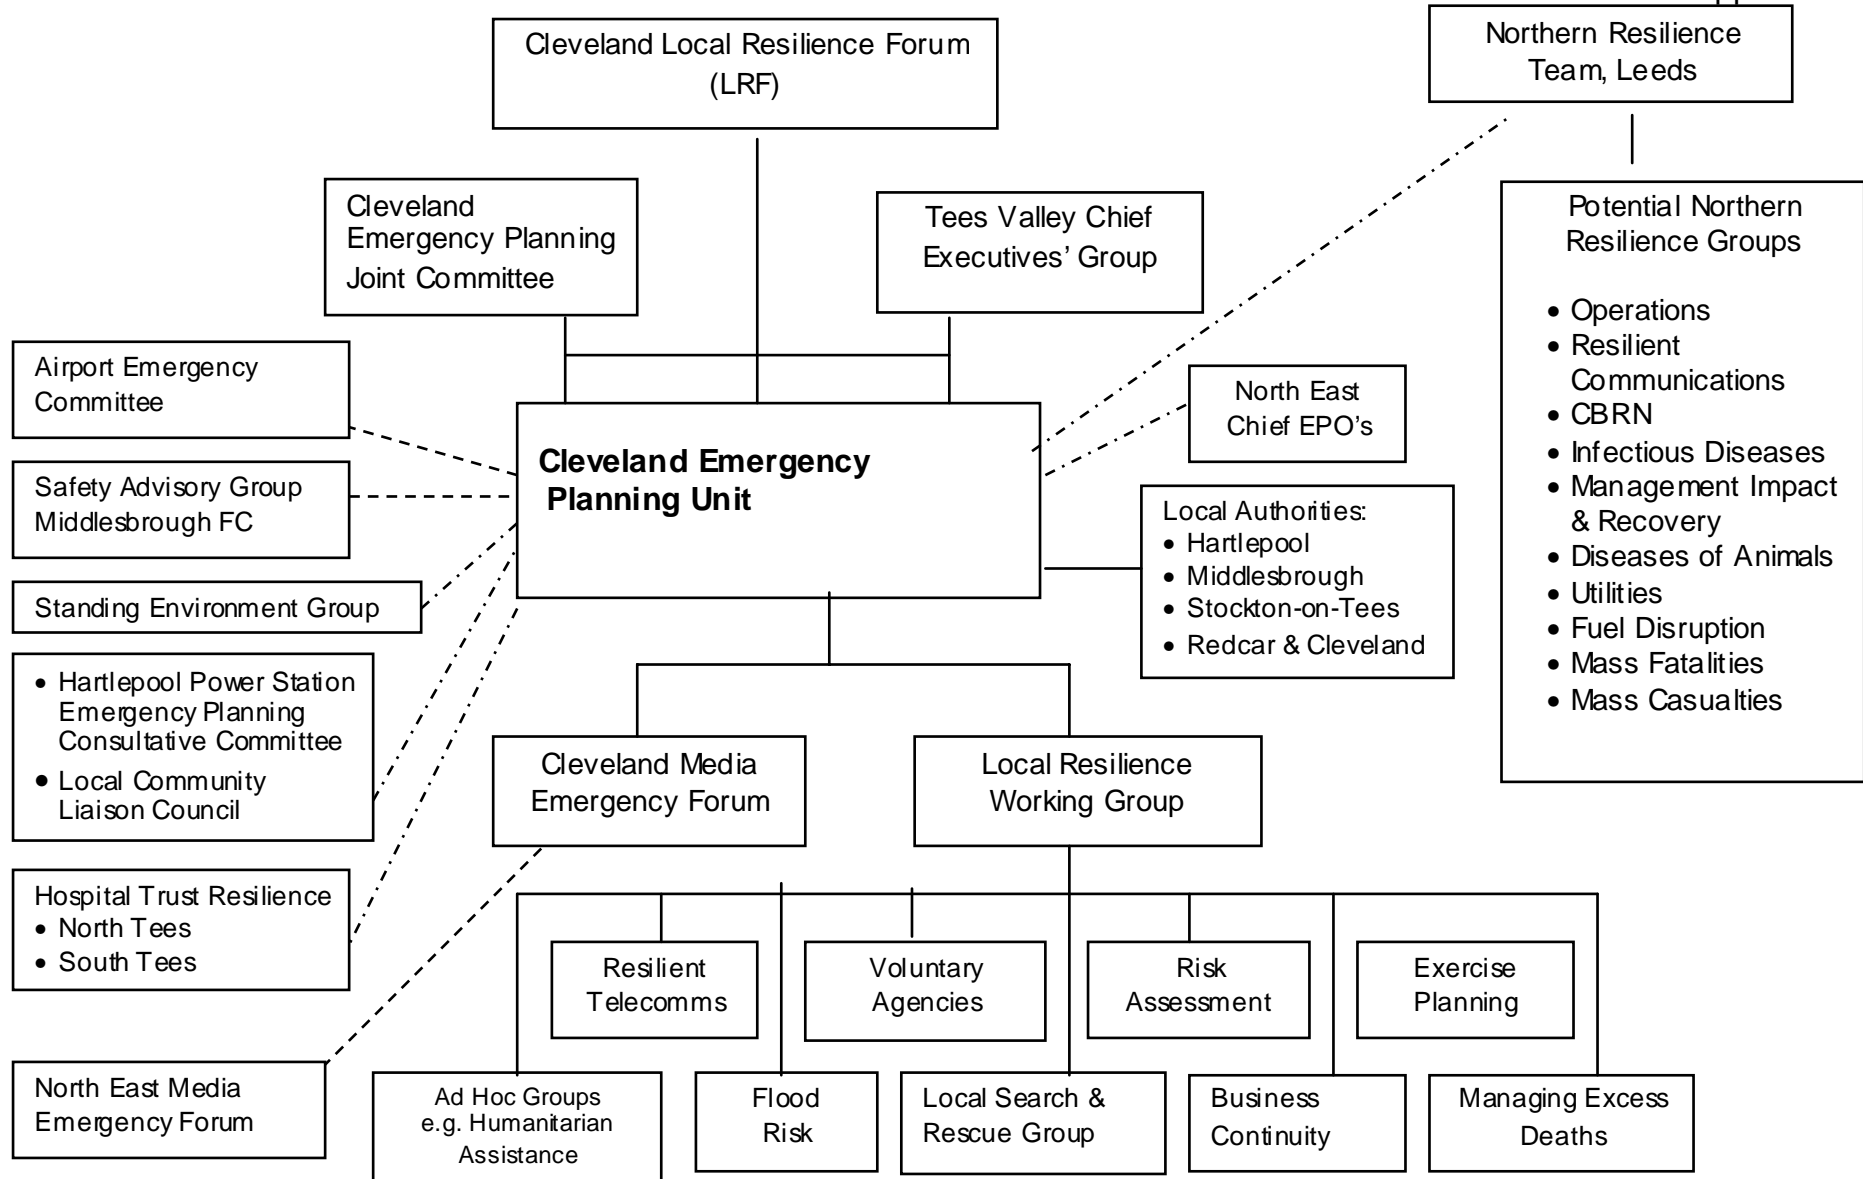 Cleveland Local Resilience Forum
(LRF)
Northern Resilience
Team, Leeds
Cleveland
Emergency Planning
Joint Committee
Tees Valley Chief
Executives’ Group
Potential Northern
Resilience Groups
• Operations
• Resilient
Communications
• CBRN
• Infectious Diseases
• Management Impact
& Recovery
• Diseases of Animals
• Utilities
• Fuel Disruption
• Mass Fatalities
• Mass Casualties
Airport Emergency
Committee
North East
Chief EPO’s
Cleveland Emergency
Planning Unit
Safety Advisory Group
Middlesbrough FC
Local Authorities:
• Hartlepool
• Middlesbrough
• Stockton-on-Tees
• Redcar & Cleveland
Standing Environment Group
• Hartlepool Power Station
Emergency Planning
Consultative Committee
• Local Community
Liaison Council
Cleveland Media
Emergency Forum
Local Resilience
Working Group
Hospital Trust Resilience
• North Tees
• South Tees
Resilient
Telecomms
Voluntary
Agencies
Risk
Assessment
Exercise
Planning
North East Media
Emergency Forum
Ad Hoc Groups
e.g. Humanitarian
Assistance
Flood
Risk
Local Search &
Rescue Group
Business
Continuity
Managing Excess
Deaths